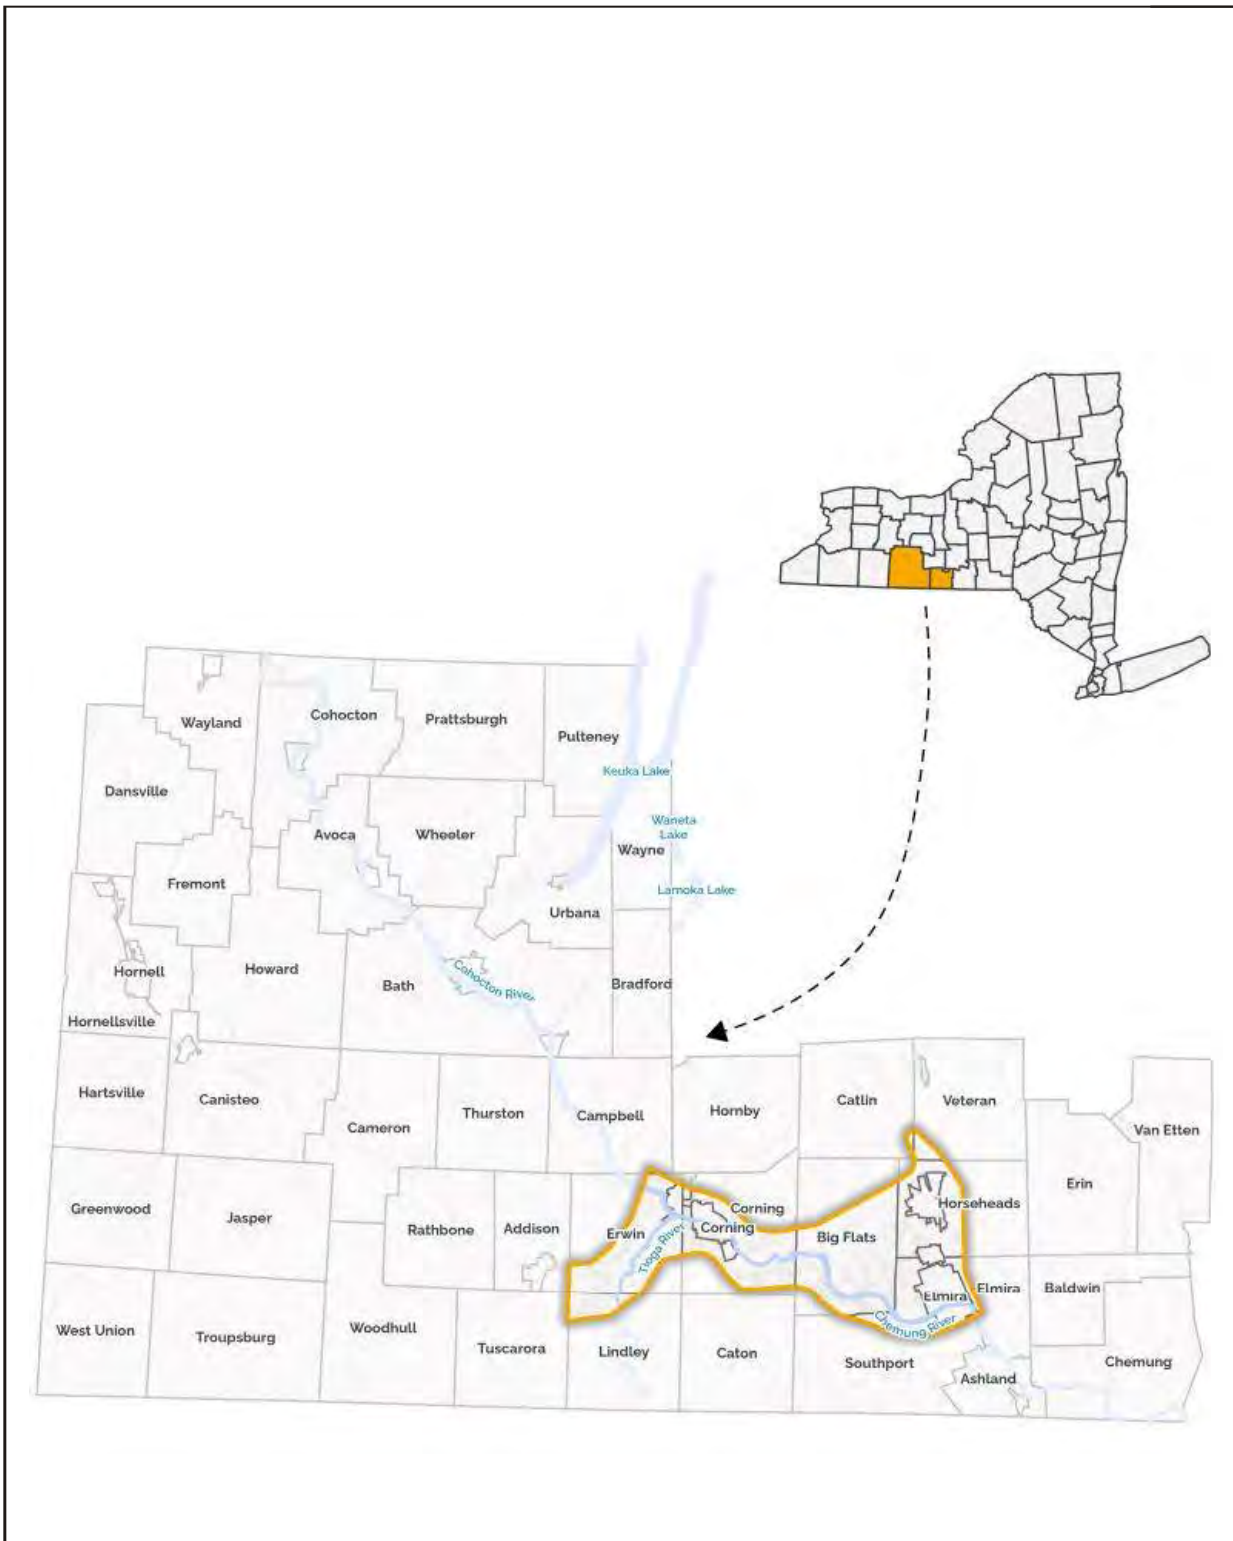 Wayland
Cohocton
Prattsburgh
Pulteney
Keuka Lake
Dansville
Waneta
Lake
Avoca
Wheeler
Wayne
Fremont
Lamoka Lake
Urbana
Hornell
Howard
Bath
Cohocton River
Bradford
Hornellsville
Hartsville
Canisteo
Cameron
Thurston
Campbell
Hornby
Catlin
Veteran
Van Etten
Greenwood
Jasper
Rathbone
Addison
Erwin
Tioga River
Corning
Corning
Big Flats
Horseheads
Erin
West Union
Troupsburg
Woodhull
Tuscarora
Lindley
Caton
Southport
Chemung River
Elmira
Elmira
Baldwin
Ashland
Chemung